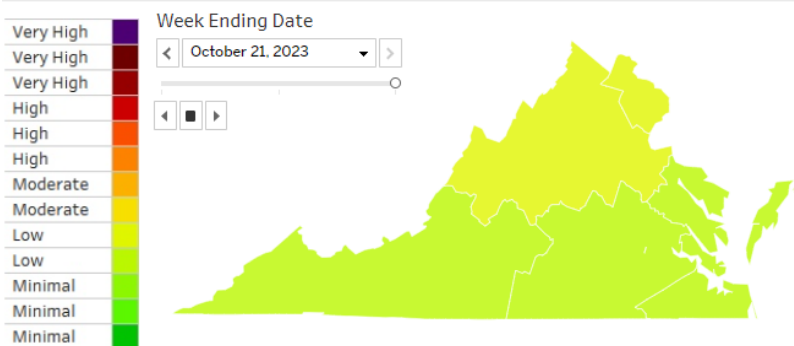 Week Ending Date
October 21, 2023
Very High
Very High
Very High
High
High
High
Moderate
Moderate
Low
Low
Minimal
Minimal
Minimal